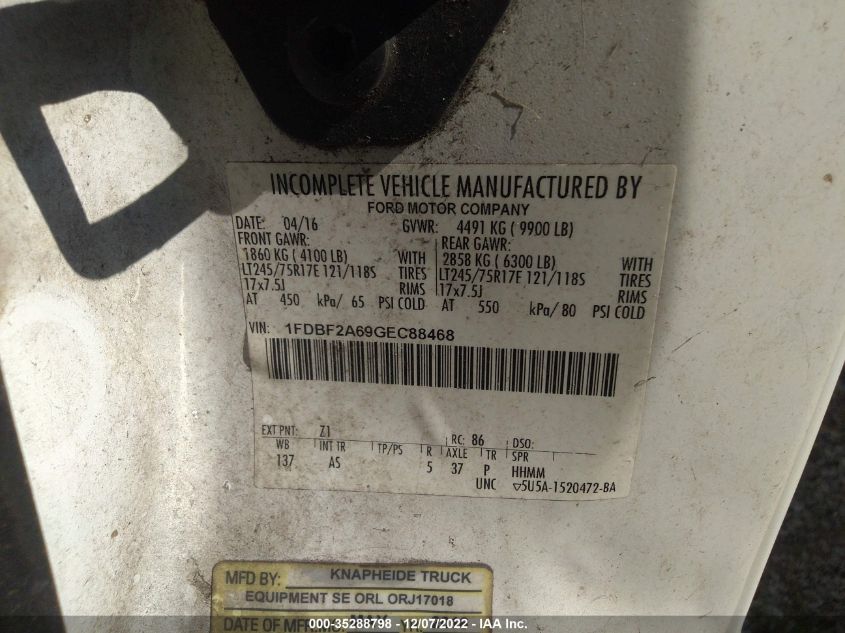 INCOMPLETE VEHICLE MANUFACTURED BY
FORD MOTOR COMPANY
DATE: 04/16 GVWR: 4491 KG ( 9900 LB)
FRONT GAWR: REAR GAWR:
1860 KG ( 4100 LB) WITH 2858 KG ( 6300 LB) WITH
LT245/75R17E 121/118S TIRES LT245/75R17E 121/118S TIRES
17x7.5J RIMS 17x7.5J RIMS
AT 450 kPa/ 65 PSI COLD AT 550 kPa/ 80 PSI COLD
VIN: 1FDBF2A69GEC88468
EXT PNT: Z1 RC: 86 DSO:
WB INT TR TP/PS R AXLE TR SPR
137 AS 5 37 P HHMM
UNC ▽5U5A-1520472-BA
MFD BY: KNAPHEIDE TRUCK
EQUIPMENT SE ORL ORJ17018
DATE OF MFR:MO:
000-35288798 - 12/07/2022 - IAA Inc.